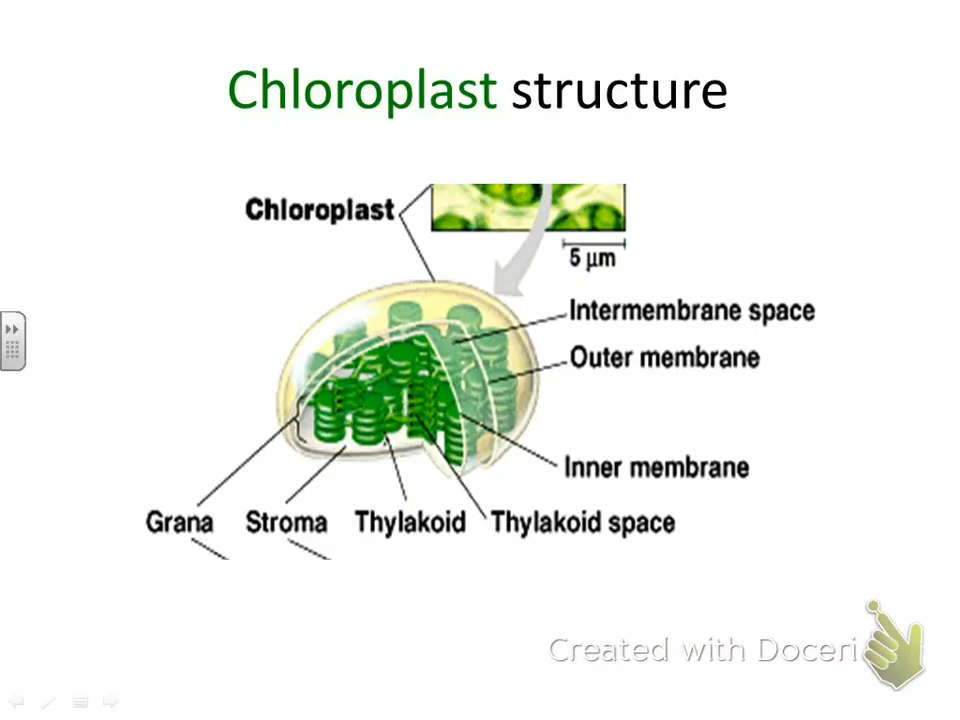 Chloroplast structure
Chloroplast
5 μm
Intermembrane space
Outer membrane
Inner membrane
Grana Stroma Thylakoid Thylakoid space
Created with Doceri